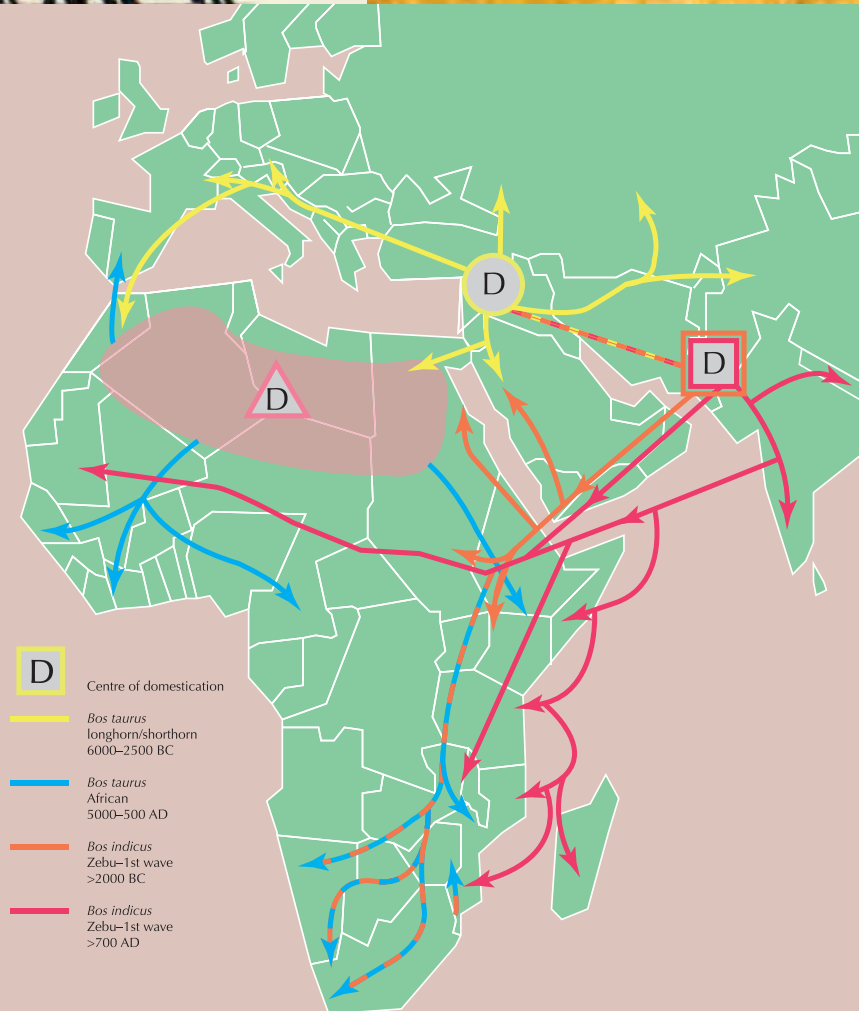 D
D
D
D
Centre of domestication
Bos taurus
longhorn/shorthorn
6000–2500 BC
Bos taurus
African
5000–500 AD
Bos indicus
Zebu–1st wave
>2000 BC
Bos indicus
Zebu–1st wave
>700 AD